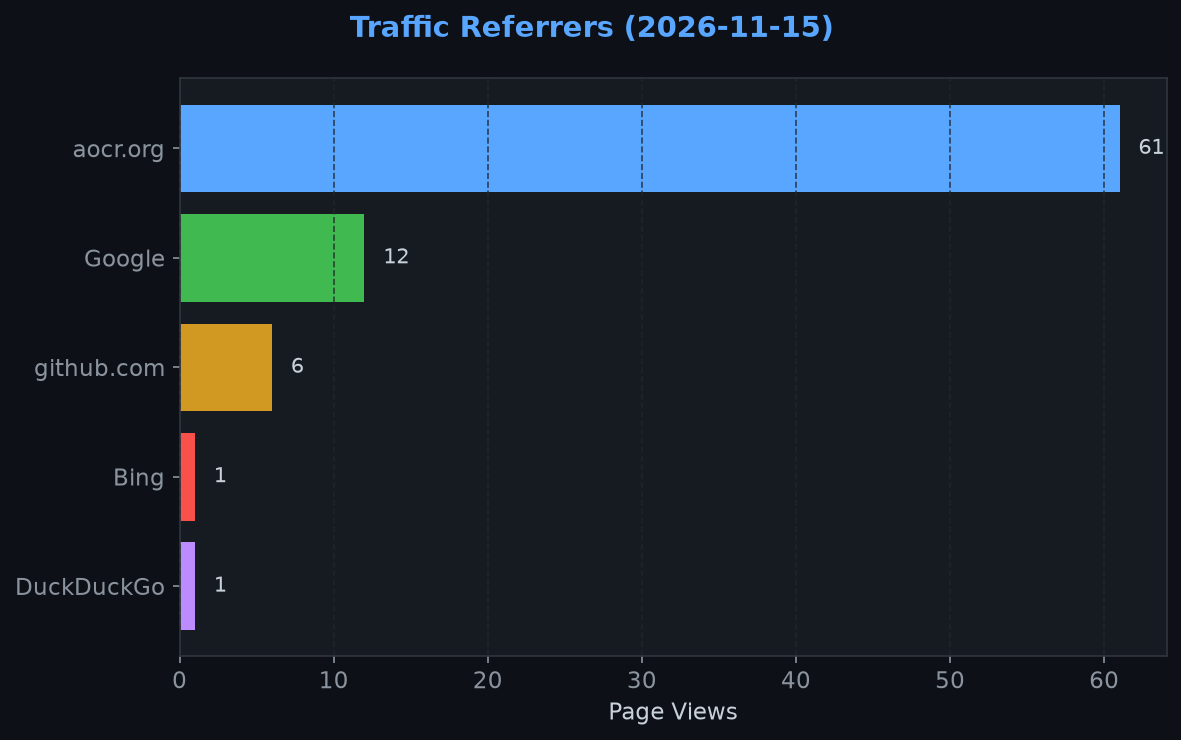 Traffic Referrers (2026-11-15)
aocr.org
61
Google
12
github.com
6
Bing
1
DuckDuckGo
1
0 10 20 30 40 50 60
Page Views